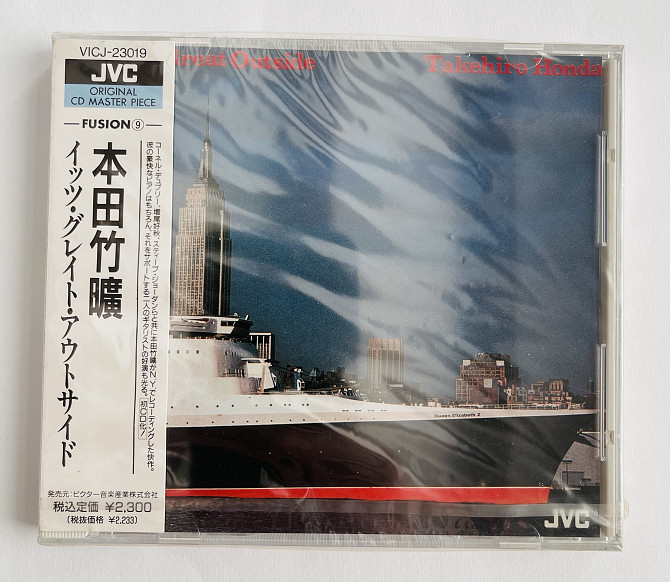 VICJ-23019
JVC
ORIGINAL
CD MASTER PIECE
FUSION⑨
本田竹曠
イッツ・グレイト・アウトサイド
コーネル・デュプリー、増尾好秋、スティーブ・ジョーダンらと共に本田竹曠がN.Y.でレコーディングした快作。
彼の豪快なピアノはもちろん、それをサポートする二人のギタリストの好演も光る。「初CD化!」
発売元:ビクター音楽産業株式会社
税込定価 ¥2,300
(税抜価格 ¥2,233)
Great Outside
Takehiro Honda
Queen Elizabeth 2
JVC